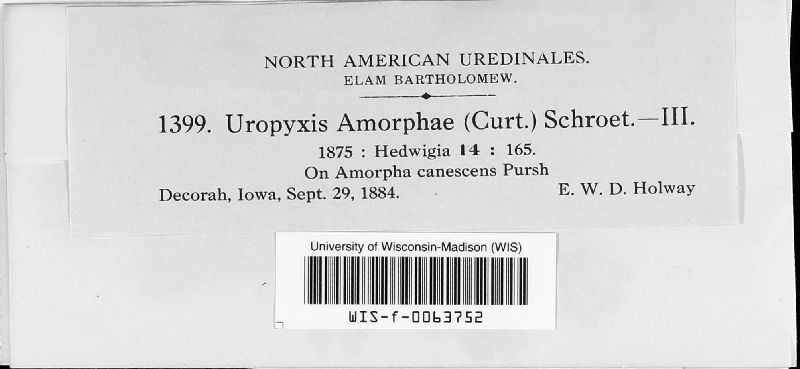 NORTH AMERICAN UREDINALES.
ELAM BARTHOLOMEW.
1399. Uropyxis Amorphae (Curt.) Schroet.—III.
1875 : Hedwigia 14 : 165.
On Amorpha canescens Pursh
Decorah, Iowa, Sept. 29, 1884. E. W. D. Holway
University of Wisconsin-Madison (WIS)
WIS-f-0063752